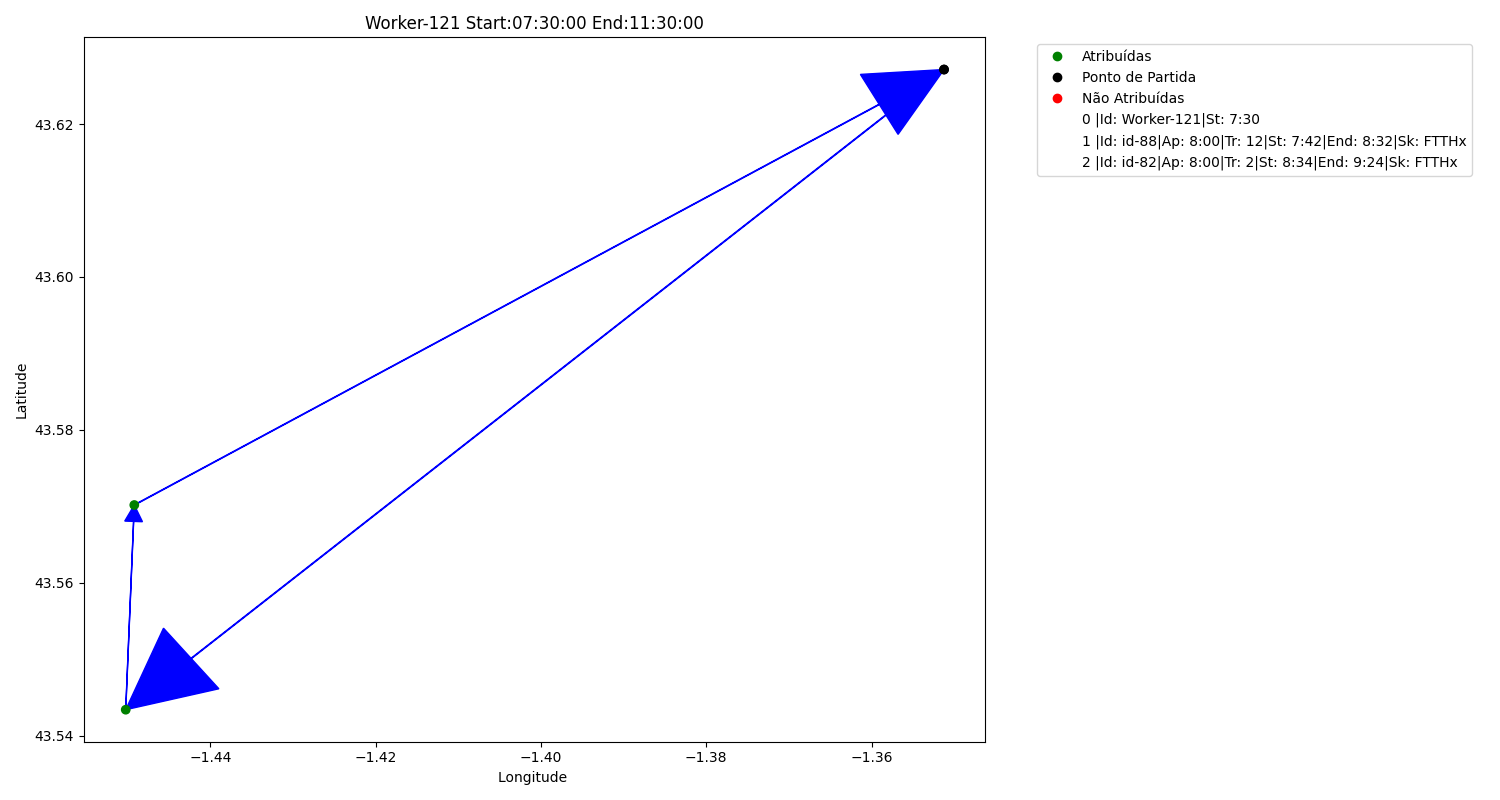 Worker-121 Start:07:30:00 End:11:30:00
Atribuídas
Ponto de Partida
Não Atribuídas
0 |Id: Worker-121|St: 7:30
1 |Id: id-88|Ap: 8:00|Tr: 12|St: 7:42|End: 8:32|Sk: FTTHx
2 |Id: id-82|Ap: 8:00|Tr: 2|St: 8:34|End: 9:24|Sk: FTTHx
43.62
43.60
43.58
43.56
43.54
Latitude
−1.44
−1.42
−1.40
−1.38
−1.36
Longitude